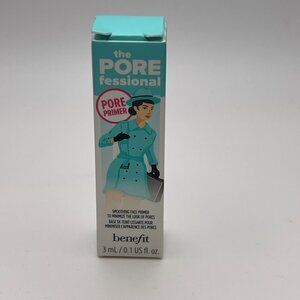 the
PORE
fessional
PORE
PRIMER
SMOOTHING FACE PRIMER
TO MINIMIZE THE LOOK OF PORES
BASE DE TEINT LISSANTE POUR
MINIMISER L'APPARENCE DES PORES
benefit
3 mL / 0.1 US fl. oz.